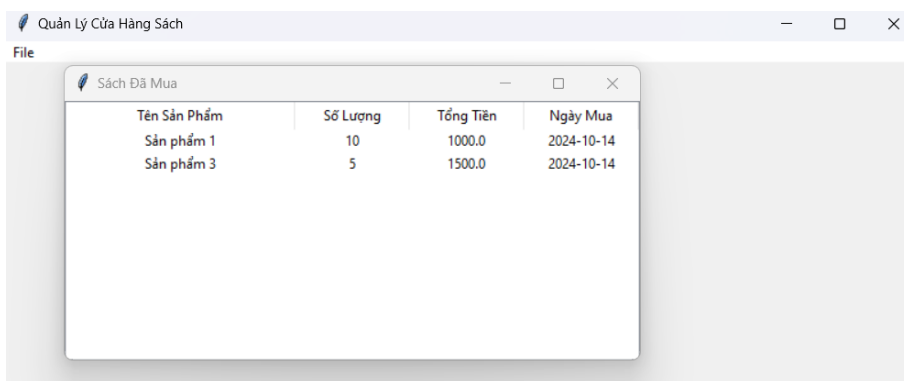 Quản Lý Cửa Hàng Sách
File
Sách Đã Mua
Tên Sản Phẩm Số Lượng Tổng Tiền Ngày Mua
Sản phẩm 1 10 1000.0 2024-10-14
Sản phẩm 3 5 1500.0 2024-10-14